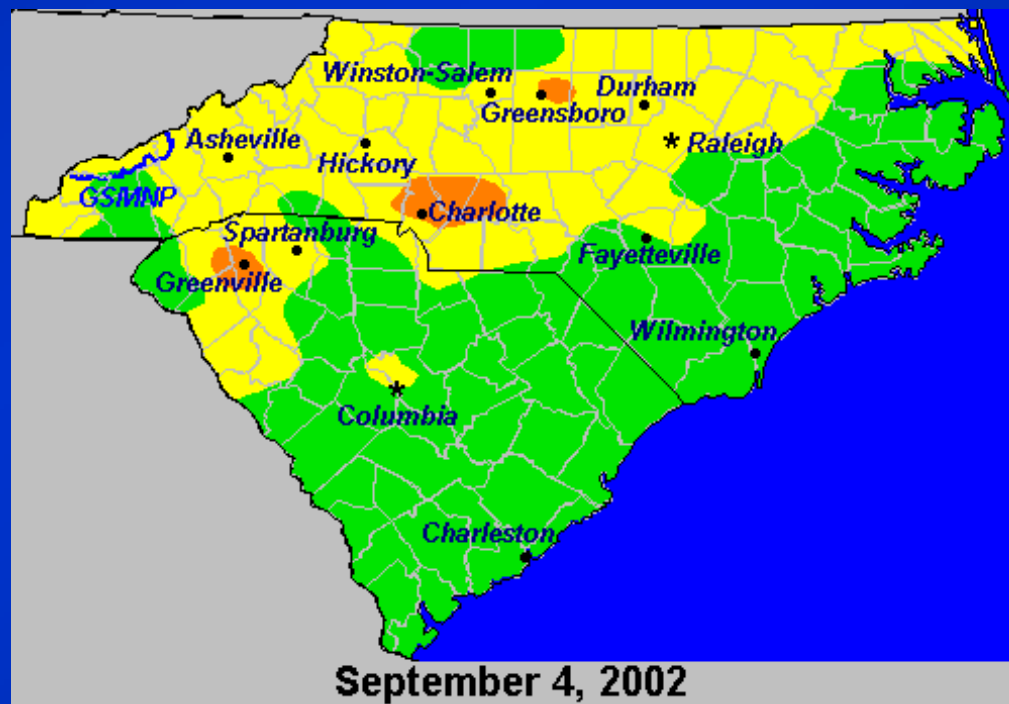 Winston-Salem
Durham
Greensboro
Asheville
Raleigh
Hickory
GSMNP
Charlotte
Spartanburg
Fayetteville
Greenville
Wilmington
*
Columbia
Charleston
September 4, 2002